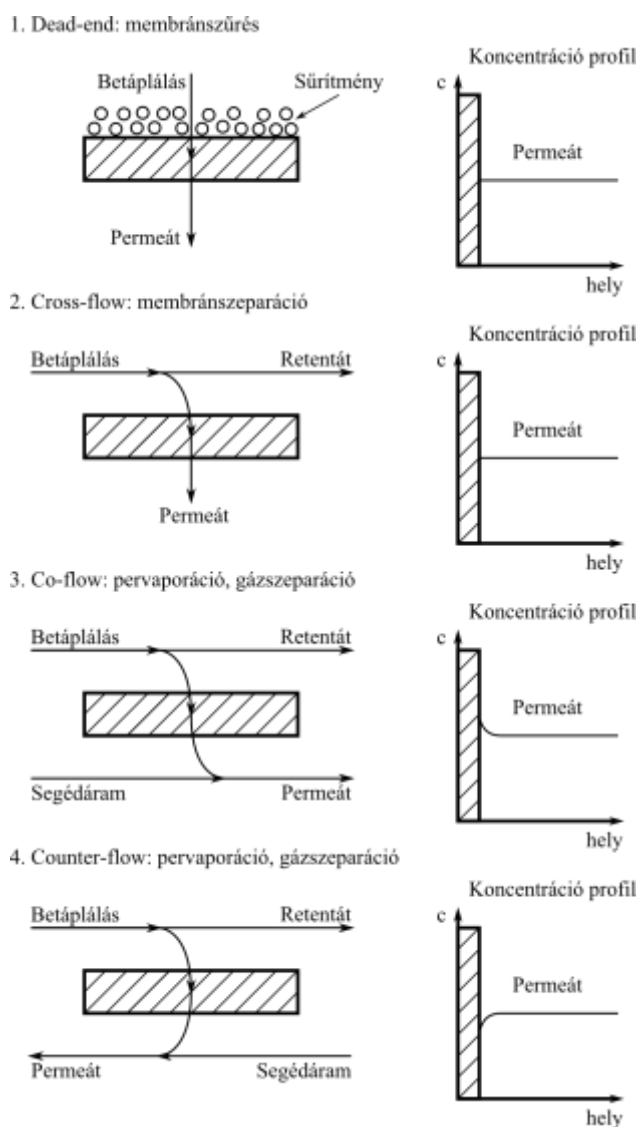 1. Dead-end: membránszűrés
Koncentráció profil
Betáplálás
Sűrítmény
c
Permeát
Permeát
hely
2. Cross-flow: membránszeparáció
Koncentráció profil
Betáplálás
Retentát
c
Permeát
Permeát
hely
3. Co-flow: pervaporáció, gázszeparáció
Koncentráció profil
Betáplálás
Retentát
c
Permeát
Segédáram
Permeát
hely
4. Counter-flow: pervaporáció, gázszeparáció
Koncentráció profil
Betáplálás
Retentát
c
Permeát
Permeát
Segédáram
hely